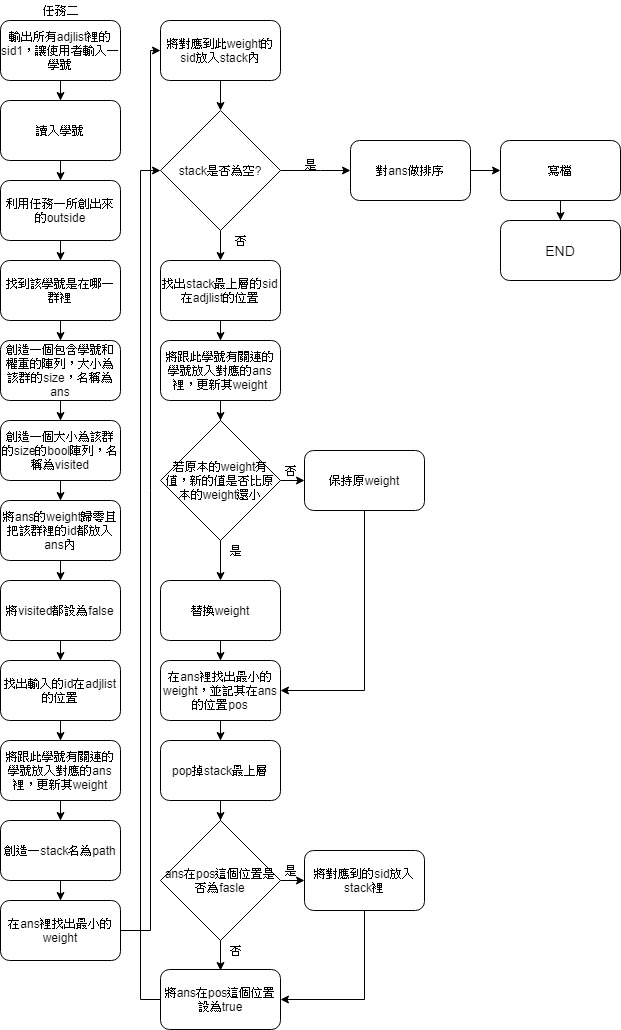 任務二
輸出所有adjlist裡的
sid1，讓使用者輸入一
學號
讀入學號
利用任務一所創出來
的outside
找到該學號是在哪一
群裡
創造一個包含學號和
權重的陣列，大小為
該群的size，名稱為
ans
創造一個大小為該群
的size的bool陣列，名
稱為visited
將ans的weight歸零且
把該群裡的id都放入
ans內
將visited都設為false
找出輸入的id在adjlist
的位置
將跟此學號有關連的
學號放入對應的ans
裡，更新其weight
創造一stack名為path
在ans裡找出最小的
weight
將對應到此weight的
sid放入stack內
stack是否為空?
是
對ans做排序
寫檔
END
否
找出stack最上層的sid
在adjlist的位置
將跟此學號有關連的
學號放入對應的ans
裡，更新其weight
若原本的weight有
值，新的值是否比原
本的weight還小
否
保持原weight
是
替換weight
在ans裡找出最小的
weight，並記其在ans
的位置pos
pop掉stack最上層
ans在pos這個位置是
否為fasle
是
將對應到的sid放入
stack裡
否
將ans在pos這個位置
設為true